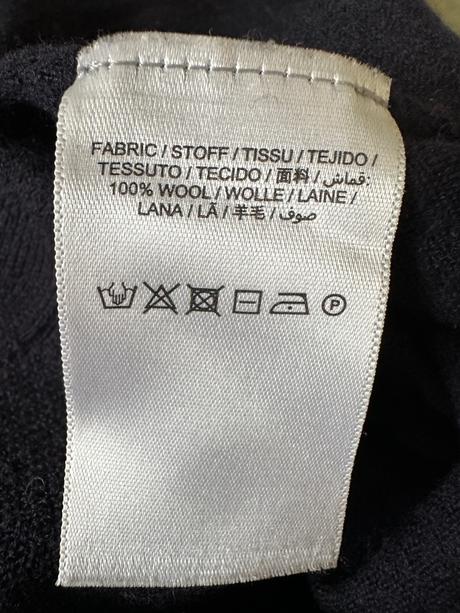 FABRIC / STOFF / TISSU / TEJIDO /
TESSUTO / TECIDO / 面料 / قماش:
100% WOOL / WOLLE / LAINE /
LANA / LÃ / 羊毛 / صوف
P